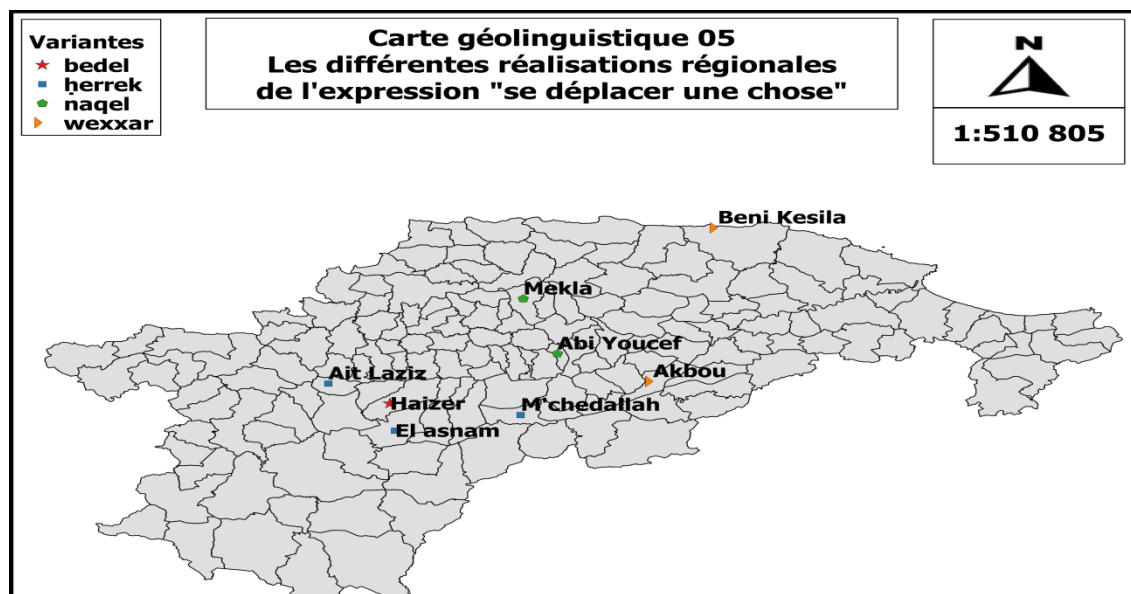 Variantes
bedel
ḥerrek
naqel
wexxar
Carte géolinguistique 05
Les différentes réalisations régionales
de l'expression "se déplacer une chose"
N
1:510 805
Beni Kesila
Mekla
Abi Youcef
Akbou
Ait Laziz
Haizer
M'chedallah
El asnam